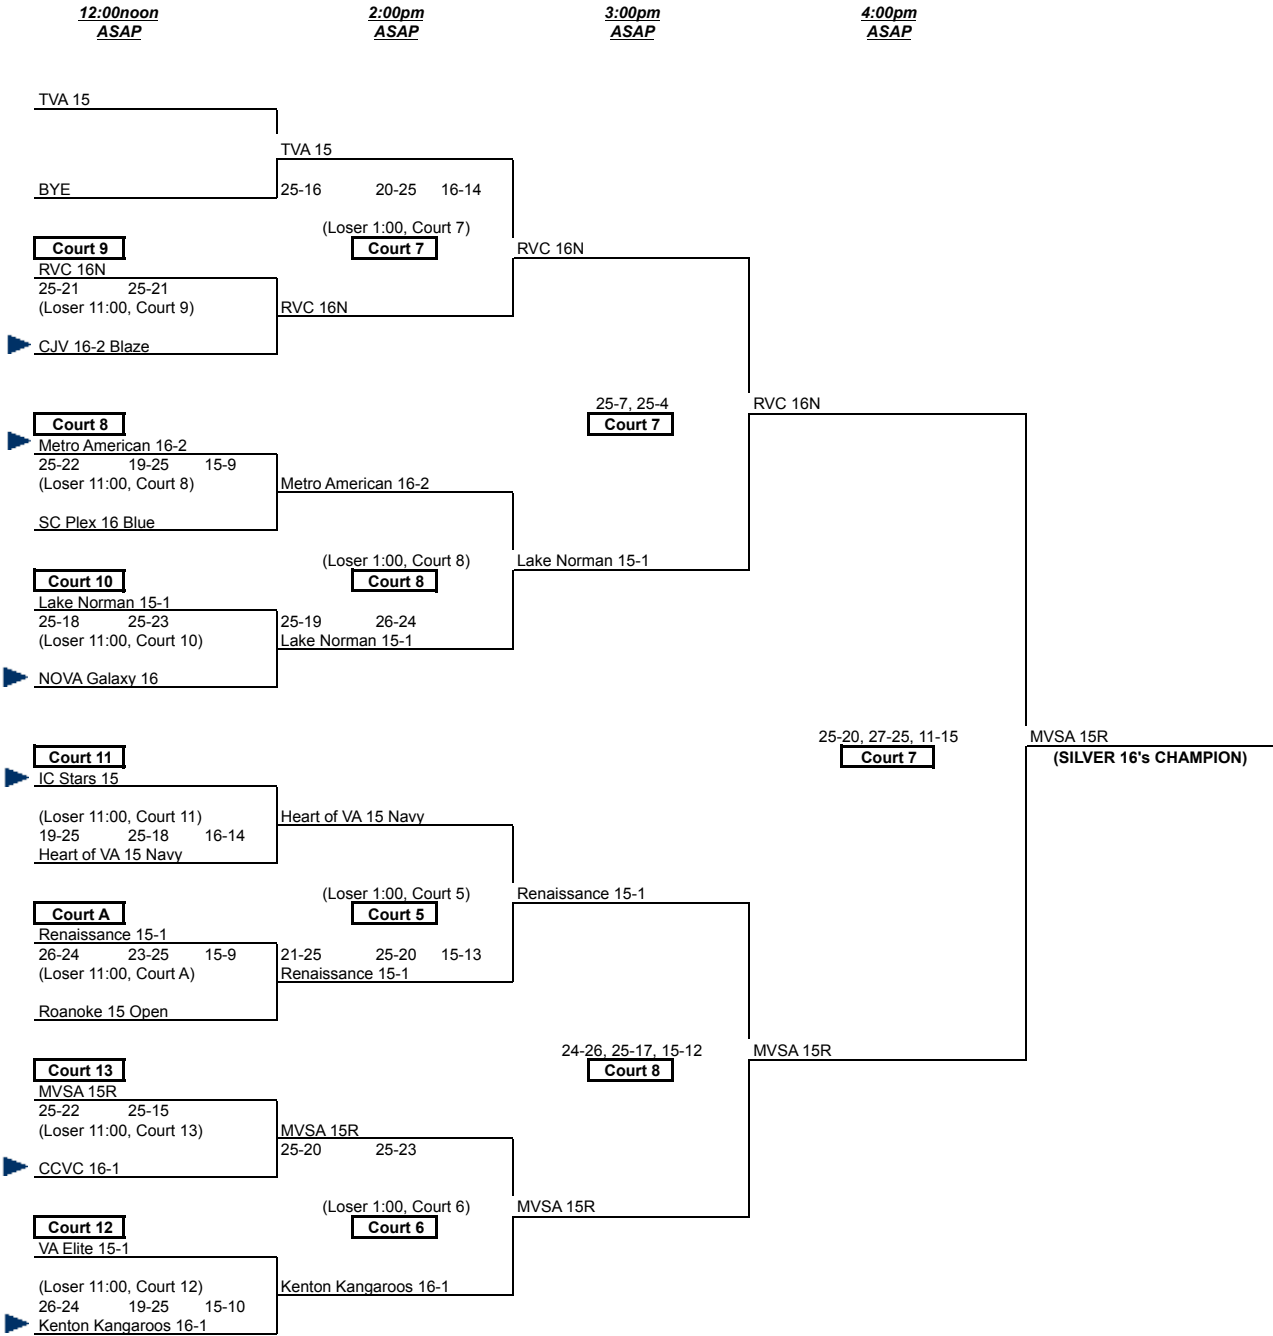 12:00noon 2:00pm 3:00pm 4:00pm
ASAP ASAP ASAP ASAP
TVA 15
TVA 15
BYE 25-16 20-25 16-14
(Loser 1:00, Court 7)
Court 9 Court 7 RVC 16N
RVC 16N
25-21 25-21
(Loser 11:00, Court 9) RVC 16N
CJV 16-2 Blaze
25-7, 25-4 RVC 16N
Court 8 Court 7
Metro American 16-2
25-22 19-25 15-9
(Loser 11:00, Court 8) Metro American 16-2
SC Plex 16 Blue
(Loser 1:00, Court 8) Lake Norman 15-1
Court 10 Court 8
Lake Norman 15-1
25-18 25-23 25-19 26-24
(Loser 11:00, Court 10) Lake Norman 15-1
NOVA Galaxy 16
25-20, 27-25, 11-15 MVSA 15R
Court 11 Court 7 (SILVER 16's CHAMPION)
IC Stars 15
(Loser 11:00, Court 11) Heart of VA 15 Navy
19-25 25-18 16-14
Heart of VA 15 Navy
(Loser 1:00, Court 5) Renaissance 15-1
Court A Court 5
Renaissance 15-1
26-24 23-25 15-9 21-25 25-20 15-13
(Loser 11:00, Court A) Renaissance 15-1
Roanoke 15 Open
24-26, 25-17, 15-12 MVSA 15R
Court 13 Court 8
MVSA 15R
25-22 25-15
(Loser 11:00, Court 13) MVSA 15R
25-20 25-23
CCVC 16-1
(Loser 1:00, Court 6) MVSA 15R
Court 12 Court 6
VA Elite 15-1
(Loser 11:00, Court 12) Kenton Kangaroos 16-1
26-24 19-25 15-10
Kenton Kangaroos 16-1